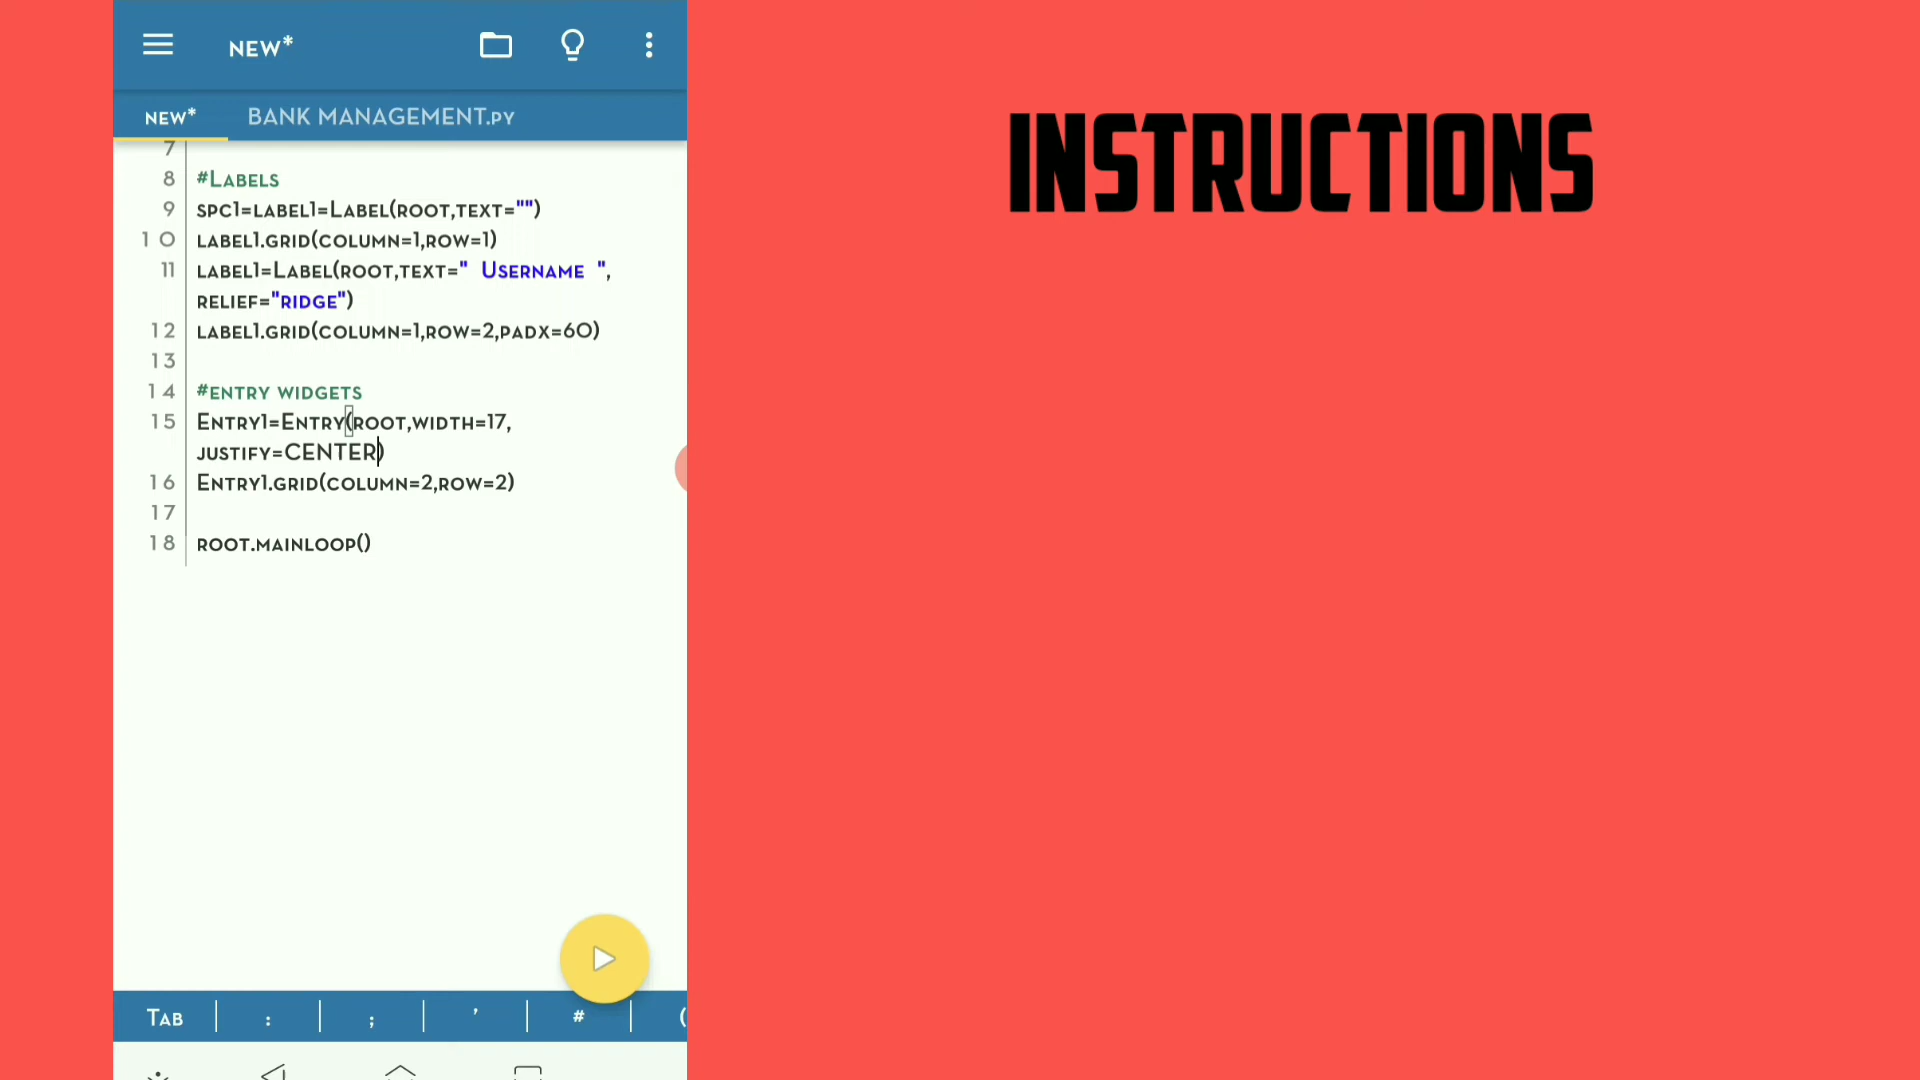 NEW*
NEW* BANK MANAGEMENT.PY
7
8 #Labels
9 spc1=label1=Label(root,text="")
10 label1.grid(column=1,row=1)
11 label1=Label(root,text=" Username ",
relief="ridge")
12 label1.grid(column=1,row=2,padx=60)
13
14 #entry widgets
15 Entry1=Entry(root,width=17,
justify=CENTER)
16 Entry1.grid(column=2,row=2)
17
18 root.mainloop()
Tab : ; ' # (
INSTRUCTIONS